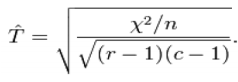 T̂ = √( (χ²/n) / √((r − 1)(c − 1)) ).